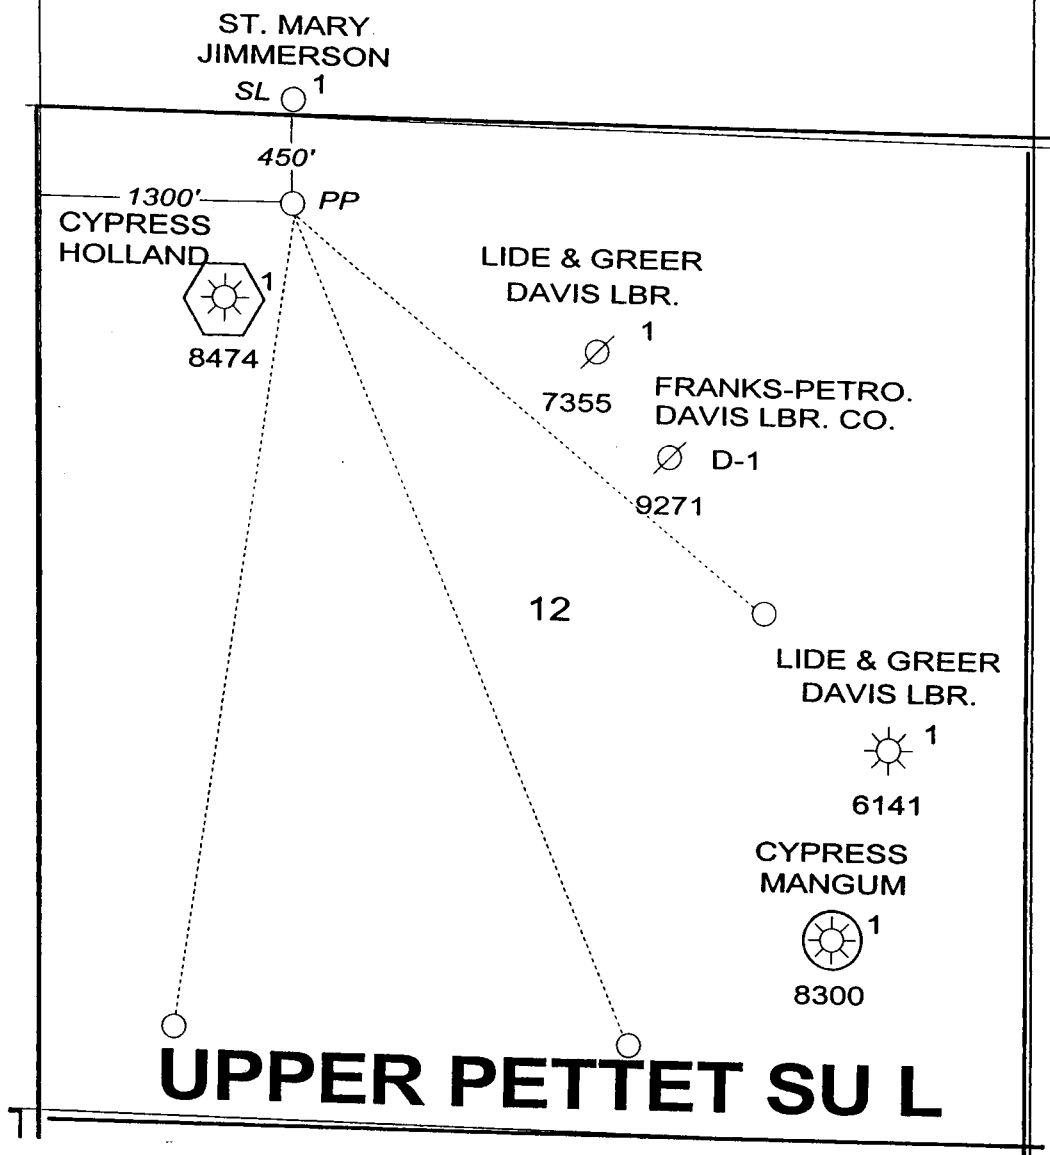 ST. MARY
JIMMERSON
SL 1
450'
1300' PP
CYPRESS
HOLLAND
1
8474
LIDE & GREER
DAVIS LBR.
1
7355
FRANKS-PETRO.
DAVIS LBR. CO.
D-1
9271
12
LIDE & GREER
DAVIS LBR.
1
6141
CYPRESS
MANGUM
1
8300
UPPER PETTET SU L